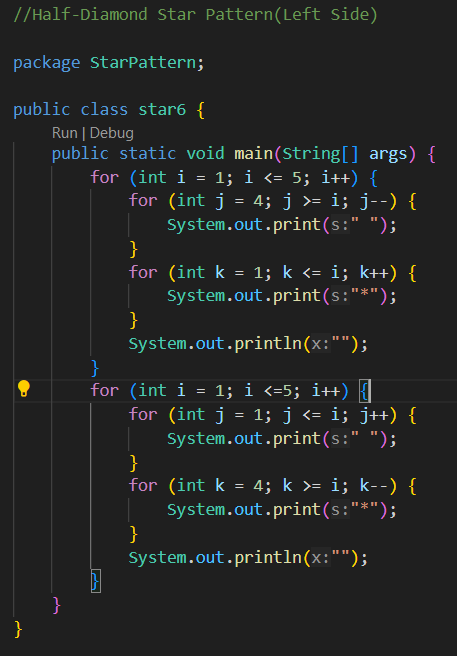 //Half-Diamond Star Pattern(Left Side)
package StarPattern;
public class star6 {
Run | Debug
public static void main(String[] args) {
for (int i = 1; i <= 5; i++) {
for (int j = 4; j >= i; j--) {
System.out.print(s:" ");
}
for (int k = 1; k <= i; k++) {
System.out.print(s:"*");
}
System.out.println(x:"");
}
for (int i = 1; i <=5; i++) {
for (int j = 1; j <= i; j++) {
System.out.print(s:" ");
}
for (int k = 4; k >= i; k--) {
System.out.print(s:"*");
}
System.out.println(x:"");
}
}
}